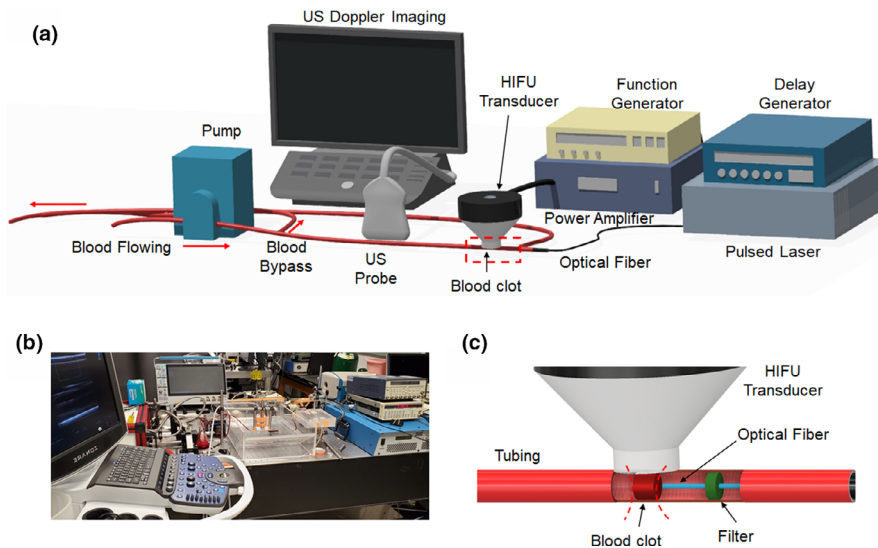 US Doppler Imaging
(a)
HIFU
Transducer
Function
Generator
Delay
Generator
Pump
Blood Flowing
Blood
Bypass
US
Probe
Blood clot
Power Amplifier
Optical Fiber
Pulsed Laser
(b)
ZONARE
(c)
HIFU
Transducer
Optical Fiber
Tubing
Blood clot
Filter